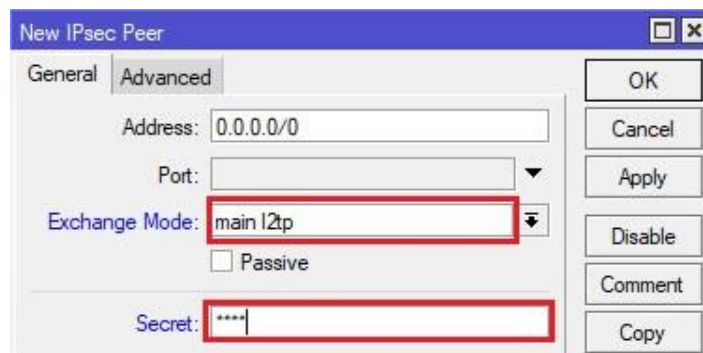 New IPsec Peer
General Advanced
Address: 0.0.0.0/0
Port:
Exchange Mode: main l2tp
Passive
Secret: ****
OK
Cancel
Apply
Disable
Comment
Copy